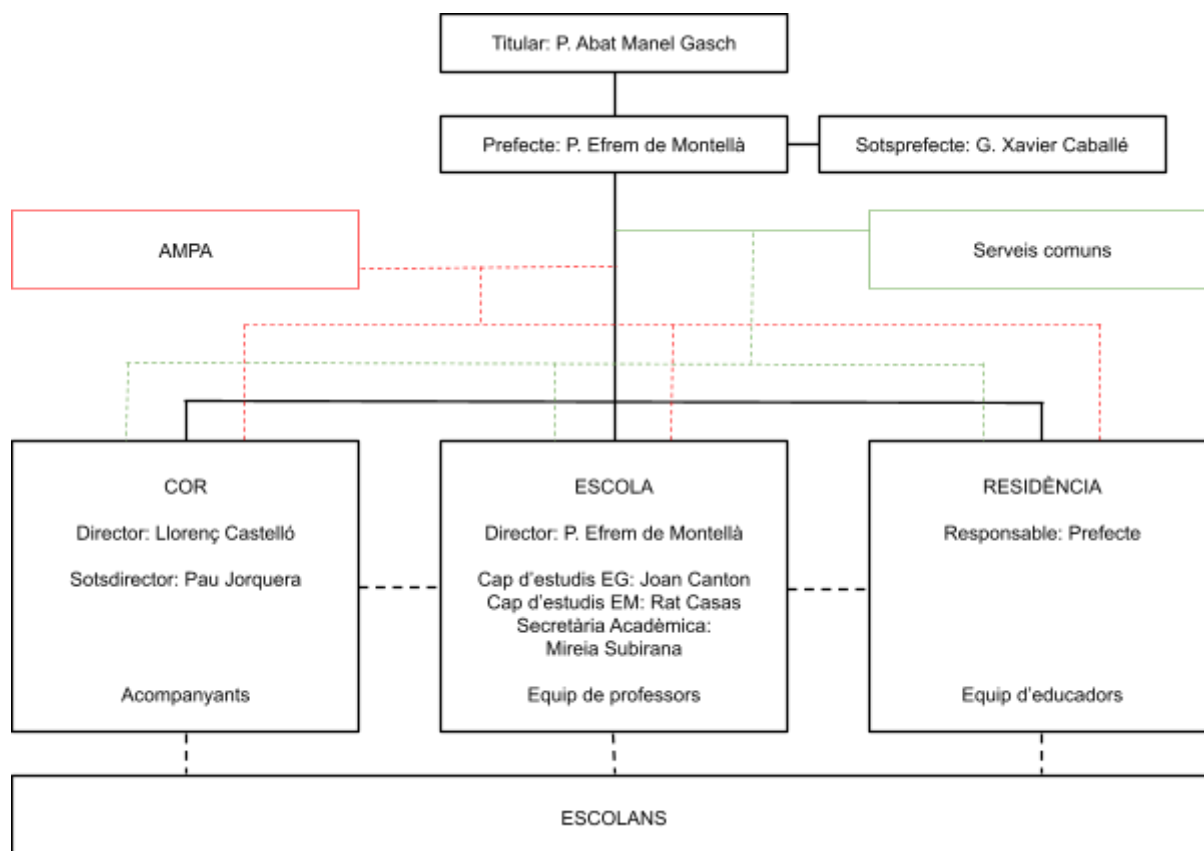 Titular: P. Abat Manel Gasch
Prefecte: P. Efrem de Montellà
Sotsprefecte: G. Xavier Caballé
AMPA
Serveis comuns
COR
Director: Llorenç Castelló
Sotsdirector: Pau Jorquera
Acompanyants
ESCOLA
Director: P. Efrem de Montellà
Cap d'estudis EG: Joan Canton
Cap d'estudis EM: Rat Casas
Secretària Acadèmica:
Mireia Subirana
Equip de professors
RESIDÈNCIA
Responsable: Prefecte
Equip d'educadors
ESCOLANS